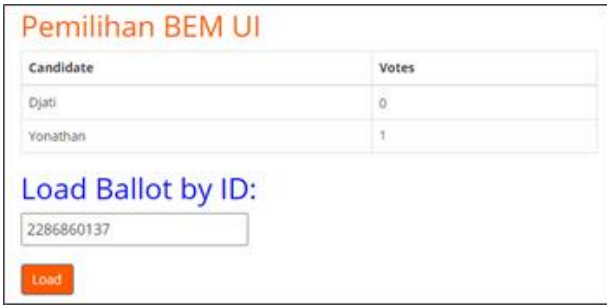 Pemilihan BEM UI
Candidate Votes
Djati 0
Yonathan 1
Load Ballot by ID:
2286860137
Load